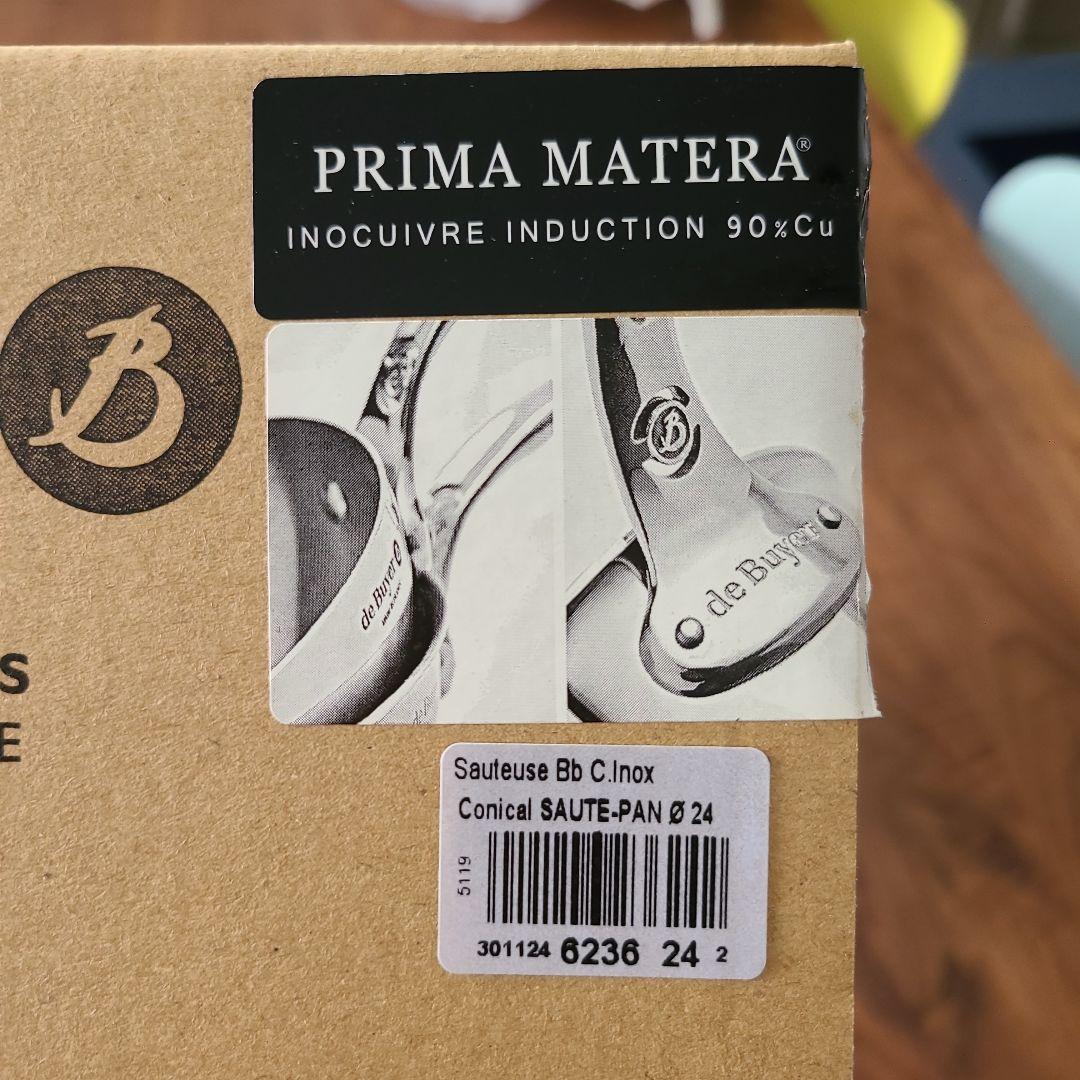 PRIMA MATERA®
INOCUIVRE INDUCTION 90%Cu
B
de Buyer
B
de Buyer
S
E
Sauteuse Bb C.Inox
Conical SAUTE-PAN Ø 24
5119
301124 6236 24 2